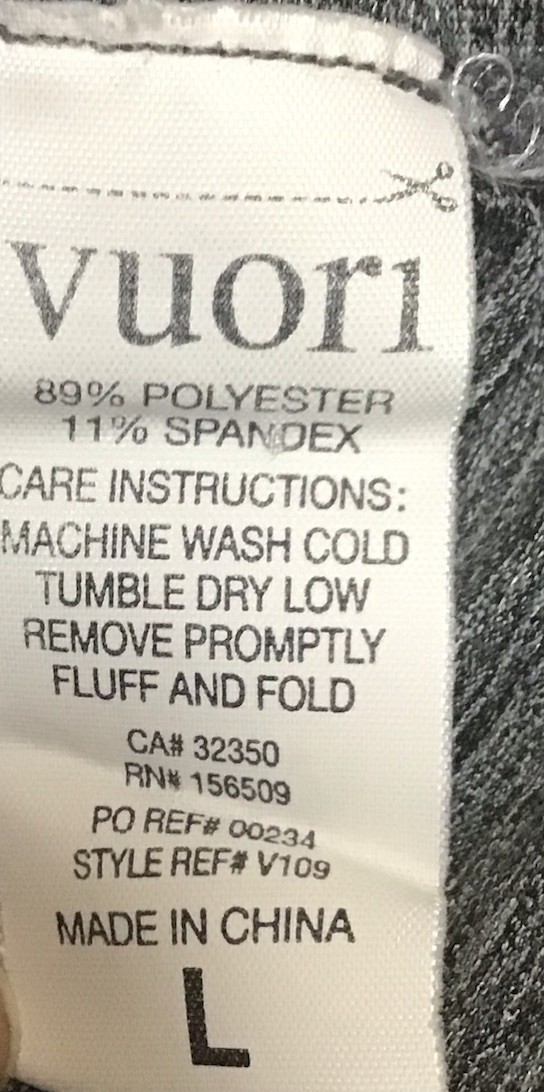 vuori
89% POLYESTER
11% SPANDEX
CARE INSTRUCTIONS:
MACHINE WASH COLD
TUMBLE DRY LOW
REMOVE PROMPTLY
FLUFF AND FOLD
CA# 32350
RN# 156509
PO REF# 00234
STYLE REF# V109
MADE IN CHINA
L